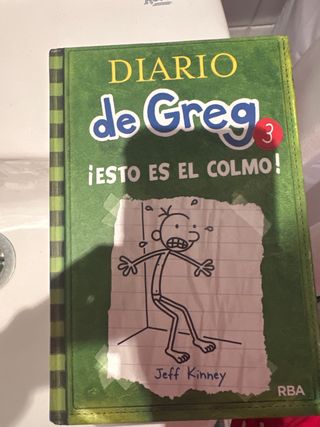 DIARIO
de Greg
3
¡ESTO ES EL COLMO!
Jeff Kinney
RBA